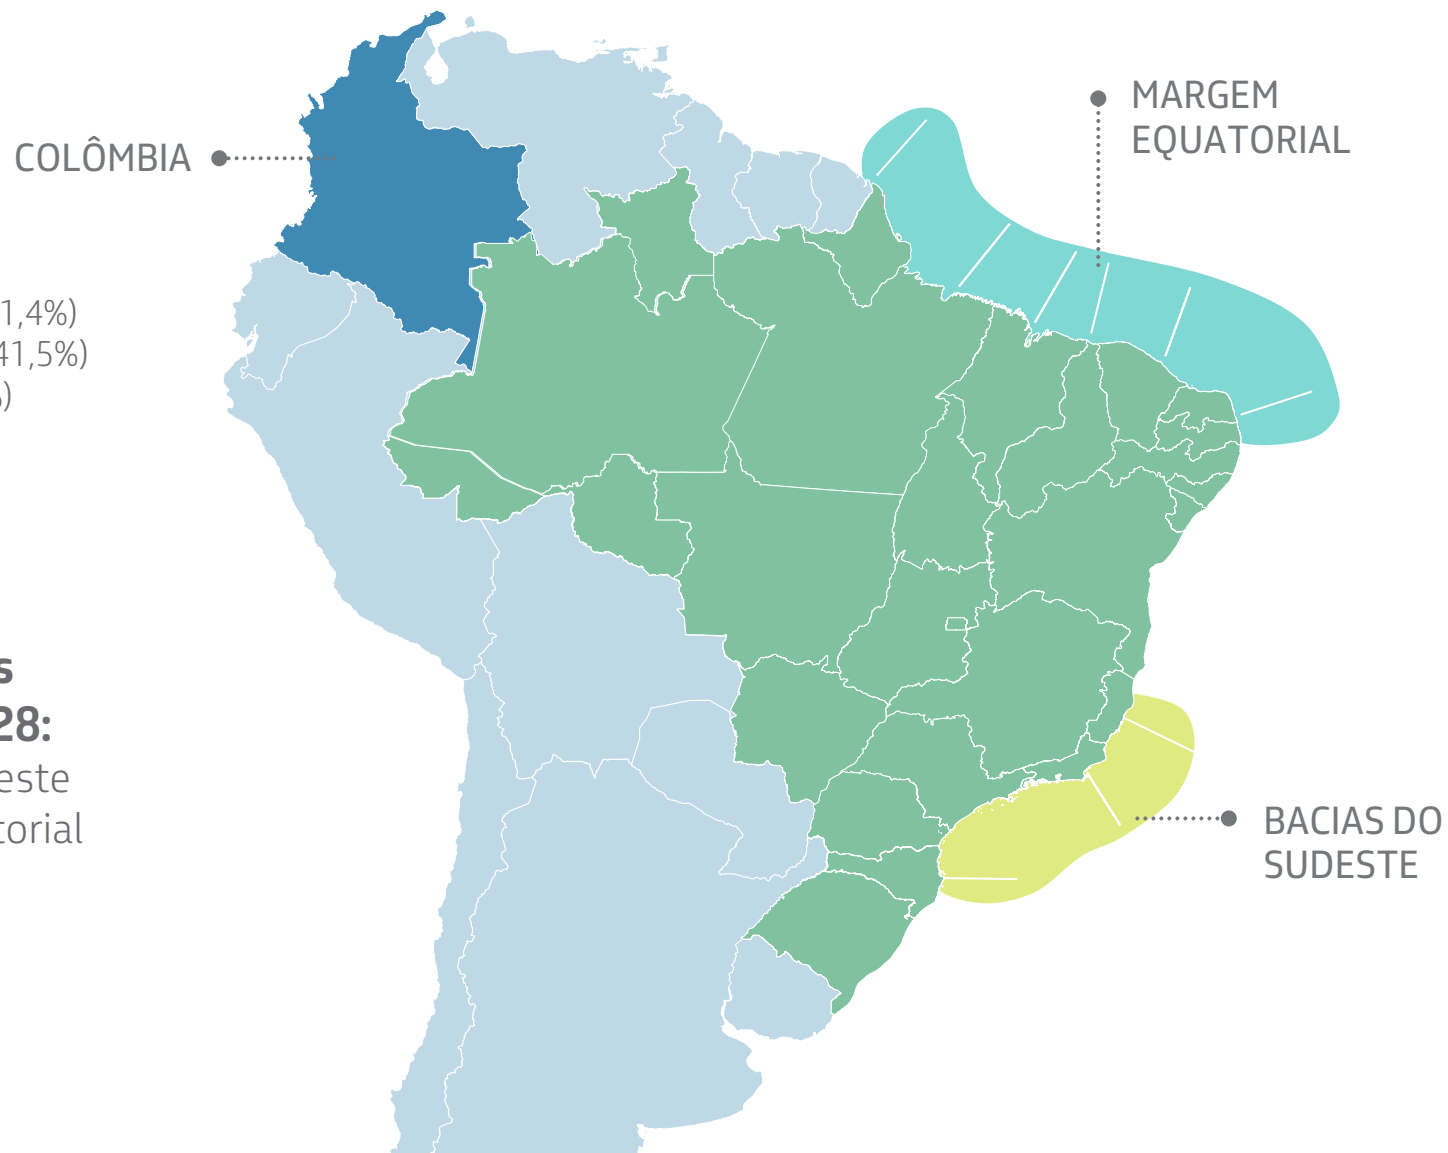 MARGEM
EQUATORIAL
COLÔMBIA
1,4%)
41,5%)
%)
s
28:
este
torial
BACIAS DO
SUDESTE